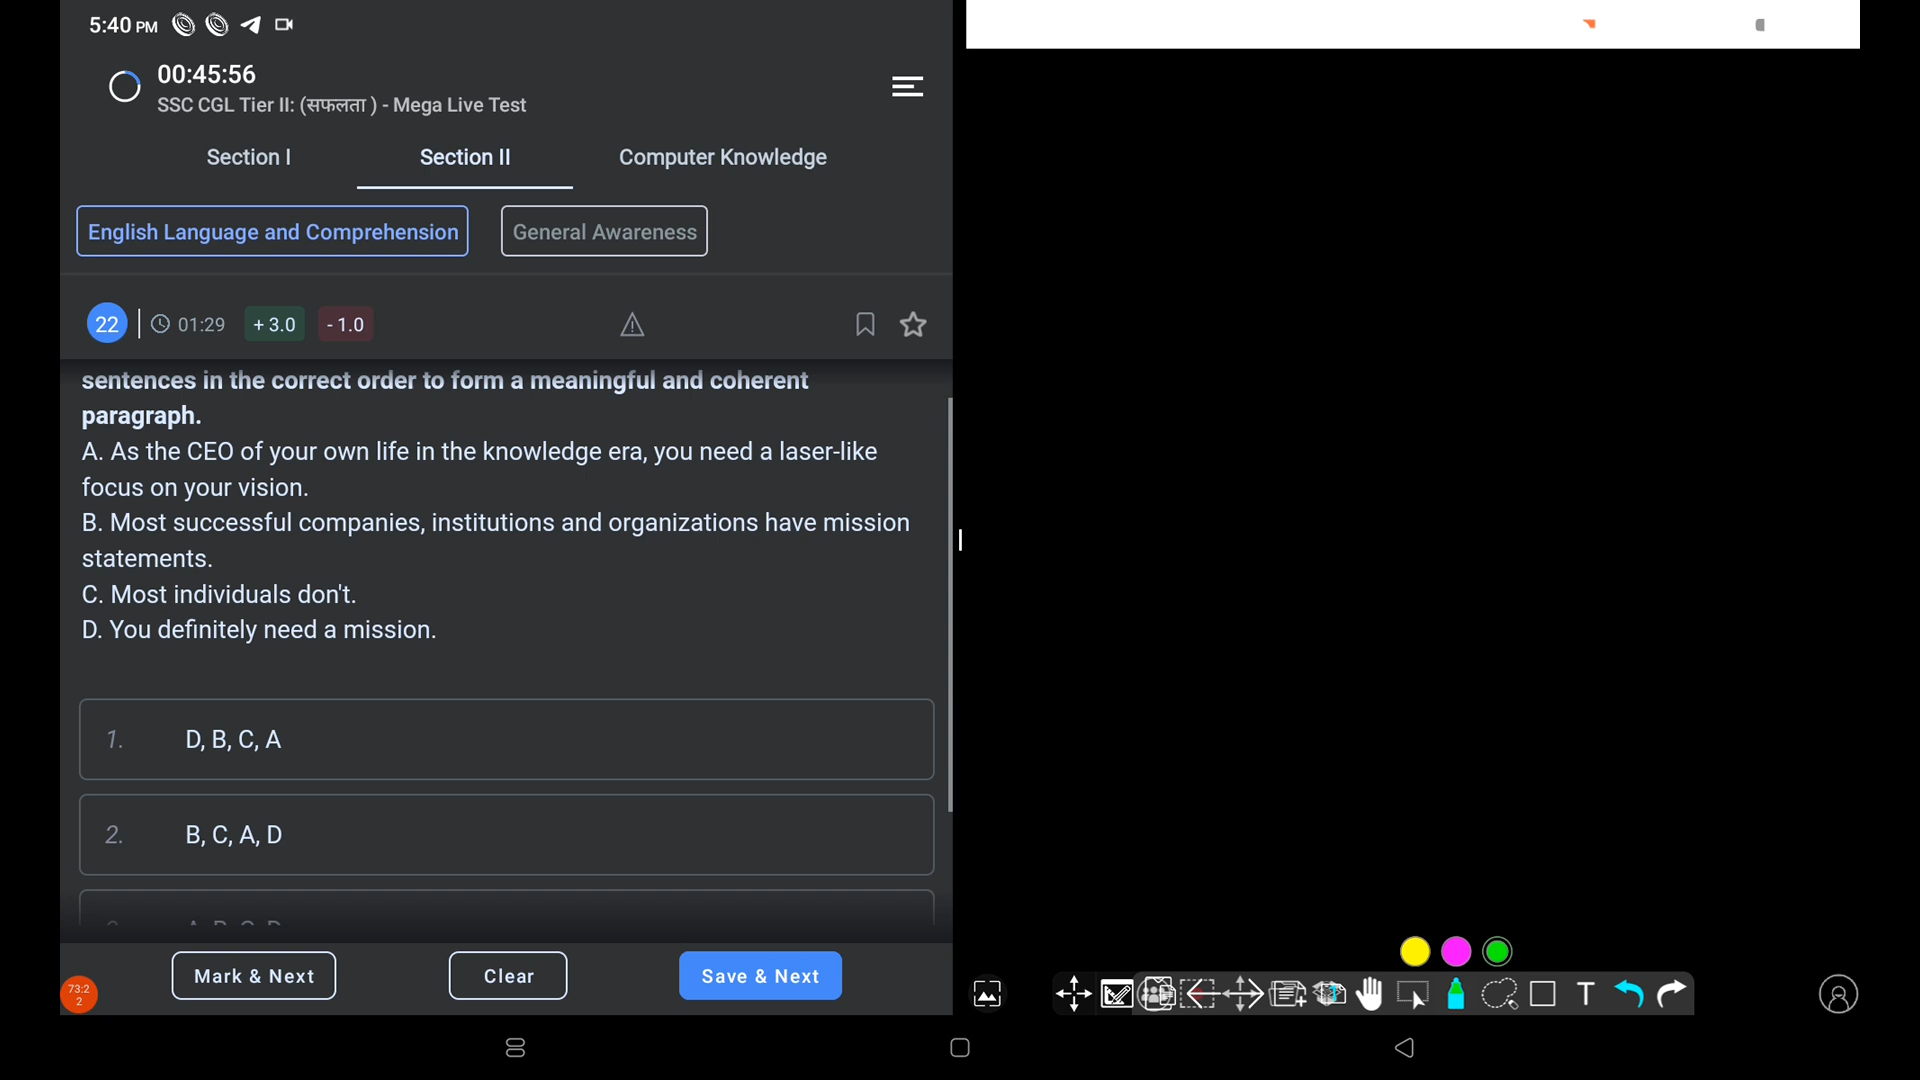 5:40 PM
00:45:56
SSC CGL Tier II: (सफलता ) - Mega Live Test
Section I
Section II
Computer Knowledge
English Language and Comprehension
General Awareness
22
01:29
+ 3.0
- 1.0
sentences in the correct order to form a meaningful and coherent
paragraph.
A. As the CEO of your own life in the knowledge era, you need a laser-like
focus on your vision.
B. Most successful companies, institutions and organizations have mission
statements.
C. Most individuals don't.
D. You definitely need a mission.
1. D, B, C, A
2. B, C, A, D
Mark & Next
Clear
Save & Next
73:2
2
T